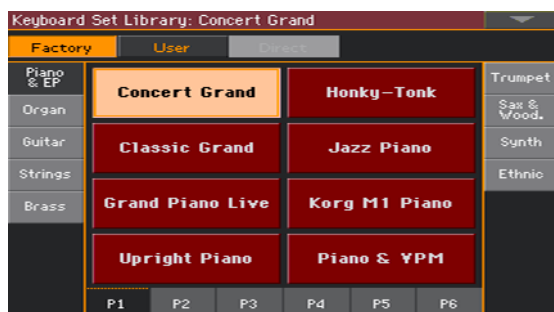 Keyboard Set Library: Concert Grand
Factory User Direct
Piano
& EP
Organ
Guitar
Strings
Brass
Concert Grand Honky-Tonk
Classic Grand Jazz Piano
Grand Piano Live Korg M1 Piano
Upright Piano Piano & YPM
Trumpet
Sax &
Wood.
Synth
Ethnic
P1 P2 P3 P4 P5 P6